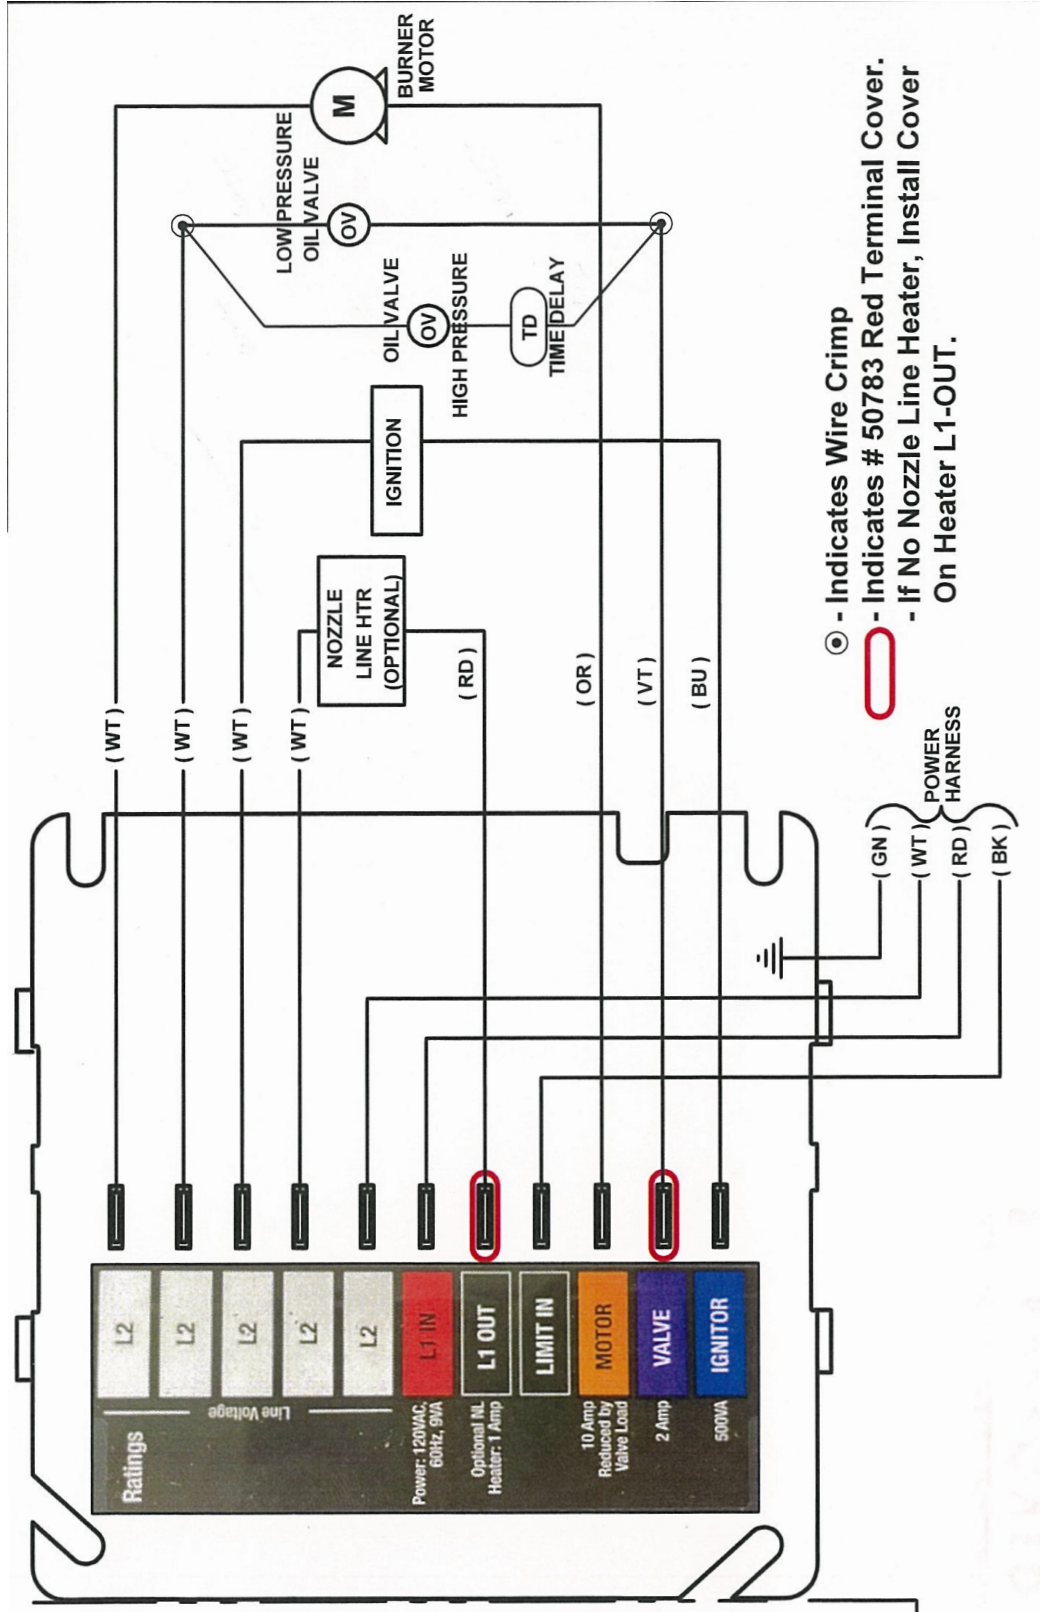 Ratings
Line Voltage
L2
L2
L2
L2
L2
Power: 120VAC,
60Hz, 9VA
L1 IN
Optional NL
Heater: 1 Amp
L1 OUT
LIMIT IN
10 Amp
Reduced by
Valve Load
MOTOR
2 Amp
VALVE
500VA
IGNITOR
( WT )
( WT )
( WT )
( WT )
( RD )
( OR )
( VT )
( BU )
NOZZLE
LINE HTR
(OPTIONAL)
IGNITION
OIL VALVE
OV
HIGH PRESSURE
TD
TIME DELAY
LOW PRESSURE
OIL VALVE
OV
M
BURNER
MOTOR
( GN )
( WT )
( RD )
( BK )
POWER
HARNESS
- Indicates Wire Crimp
- Indicates # 50783 Red Terminal Cover.
- If No Nozzle Line Heater, Install Cover
On Heater L1-OUT.